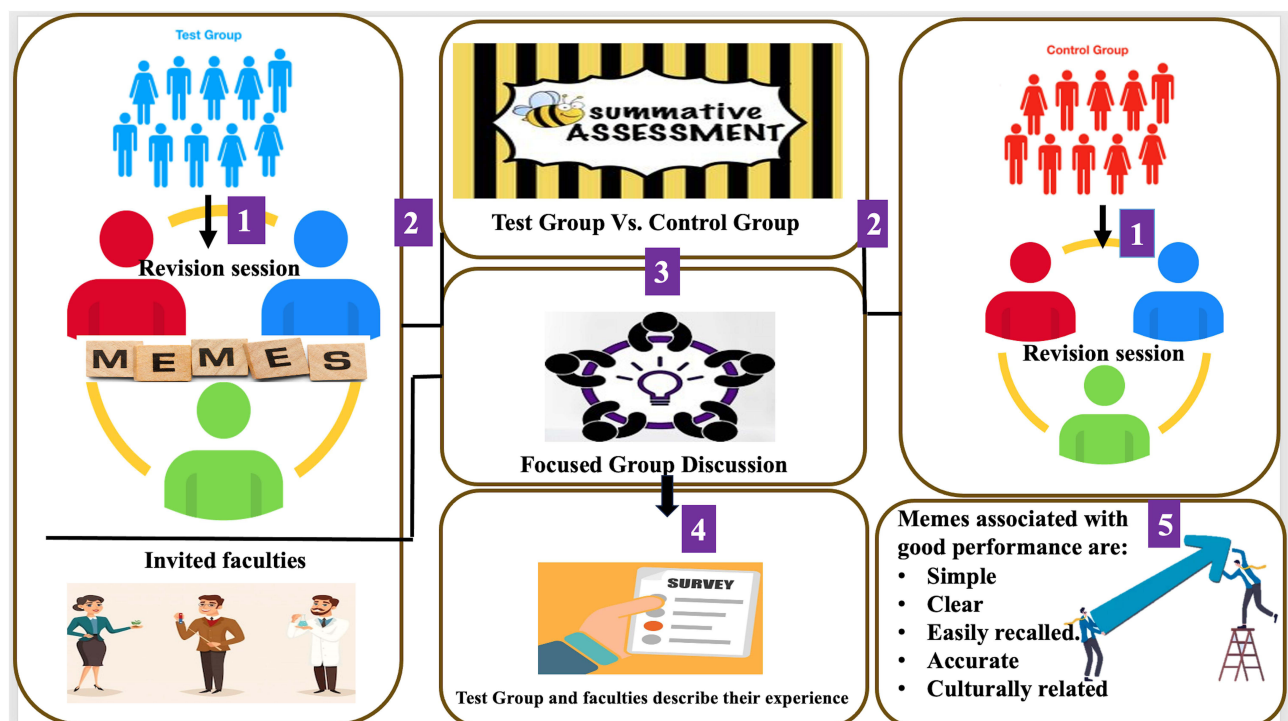 Test Group
1
Revision session
MEMES
Invited faculties
2
summative
ASSESSMENT
Test Group Vs. Control Group
2
3
Focused Group Discussion
4
SURVEY
Test Group and faculties describe their experience
Control Group
1
Revision session
5
Memes associated with
good performance are:
• Simple
• Clear
• Easily recalled.
• Accurate
• Culturally related